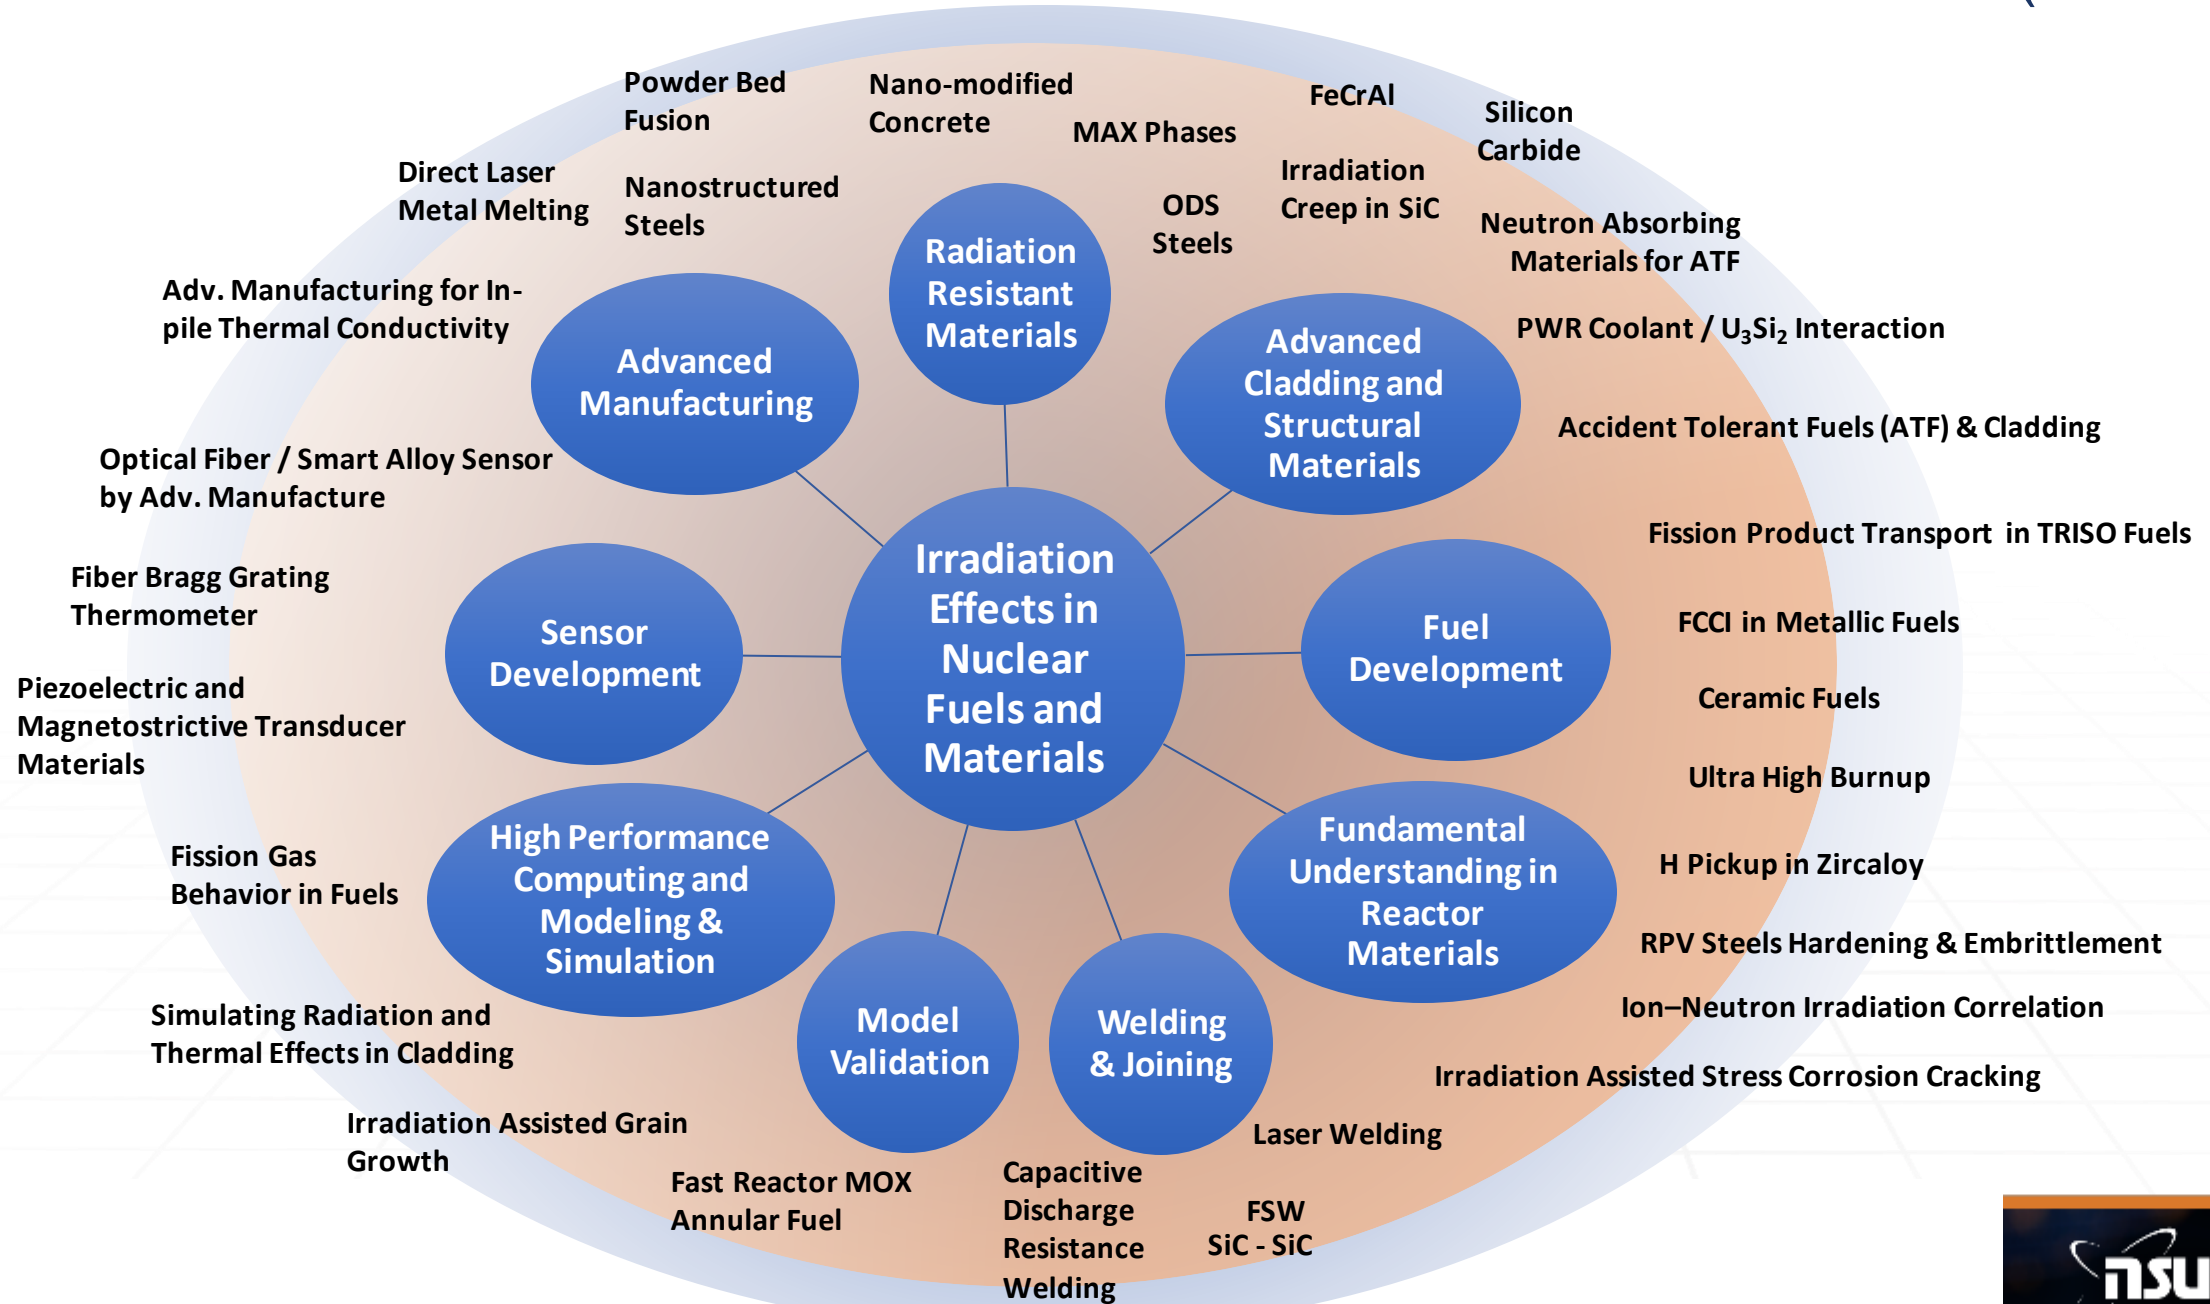 Powder Bed
Fusion
Nano-modified
Concrete
MAX Phases
FeCrAl
Silicon
Carbide
Direct Laser
Metal Melting
Nanostructured
Steels
ODS
Steels
Irradiation
Creep in SiC
Neutron Absorbing
Materials for ATF
Adv. Manufacturing for In-
pile Thermal Conductivity
PWR Coolant / U₃Si₂ Interaction
Radiation
Resistant
Materials
Advanced
Manufacturing
Advanced
Cladding and
Structural
Materials
Accident Tolerant Fuels (ATF) & Cladding
Optical Fiber / Smart Alloy Sensor
by Adv. Manufacture
Fission Product Transport in TRISO Fuels
Fiber Bragg Grating
Thermometer
Sensor
Development
Irradiation
Effects in
Nuclear
Fuels and
Materials
Fuel
Development
FCCI in Metallic Fuels
Ceramic Fuels
Piezoelectric and
Magnetostrictive Transducer
Materials
Ultra High Burnup
High Performance
Computing and
Modeling &
Simulation
Fundamental
Understanding in
Reactor
Materials
Fission Gas
Behavior in Fuels
H Pickup in Zircaloy
RPV Steels Hardening & Embrittlement
Ion–Neutron Irradiation Correlation
Simulating Radiation and
Thermal Effects in Cladding
Model
Validation
Welding
& Joining
Irradiation Assisted Stress Corrosion Cracking
Irradiation Assisted Grain
Growth
Laser Welding
Fast Reactor MOX
Annular Fuel
Capacitive
Discharge
Resistance
Welding
FSW
SiC - SiC
nsu